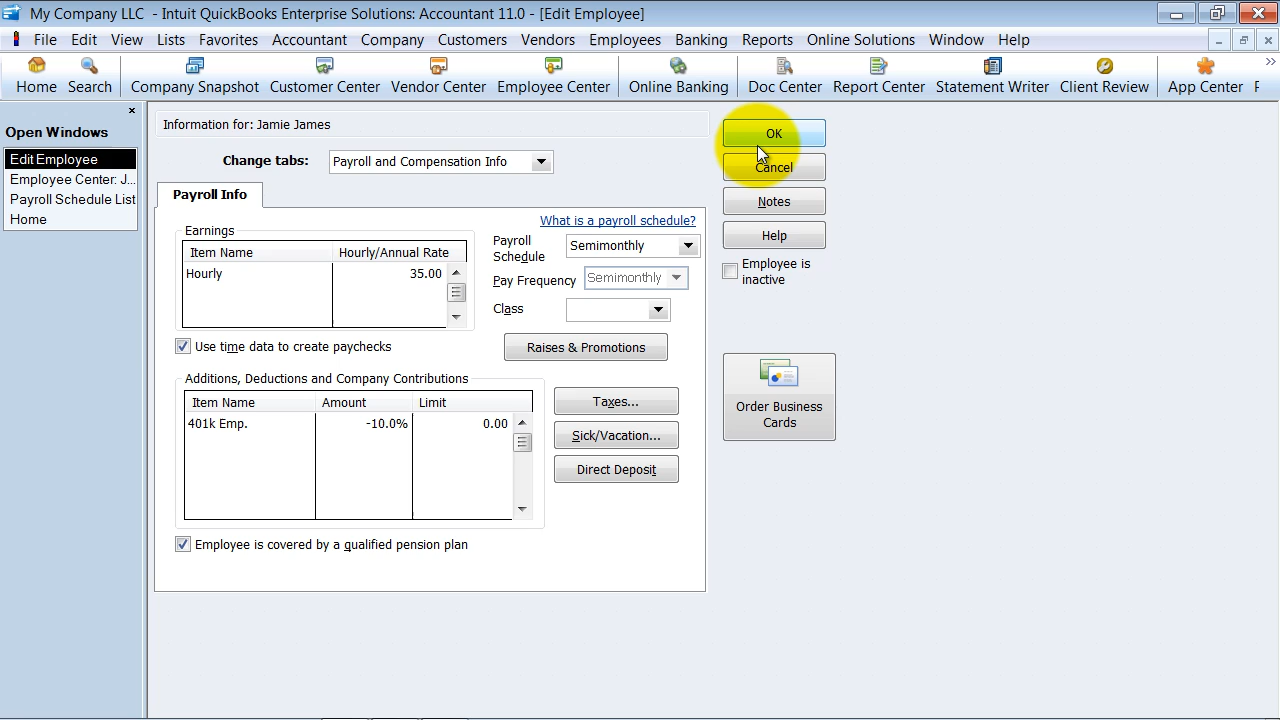 My Company LLC - Intuit QuickBooks Enterprise Solutions: Accountant 11.0 - [Edit Employee]
File Edit View Lists Favorites Accountant Company Customers Vendors Employees Banking Reports Online Solutions Window Help
Home Search Company Snapshot Customer Center Vendor Center Employee Center Online Banking Doc Center Report Center Statement Writer Client Review App Center
Open Windows
Edit Employee
Employee Center: J...
Payroll Schedule List
Home
Information for: Jamie James
Change tabs: Payroll and Compensation Info
Payroll Info
What is a payroll schedule?
Earnings
Item Name Hourly/Annual Rate
Hourly 35.00
Payroll
Schedule
Semimonthly
Pay Frequency Semimonthly
Class
Use time data to create paychecks
Raises & Promotions
Additions, Deductions and Company Contributions
Item Name Amount Limit
401k Emp. -10.0% 0.00
Taxes...
Sick/Vacation...
Direct Deposit
Employee is covered by a qualified pension plan
OK
Cancel
Notes
Help
Employee is
inactive
Order Business
Cards